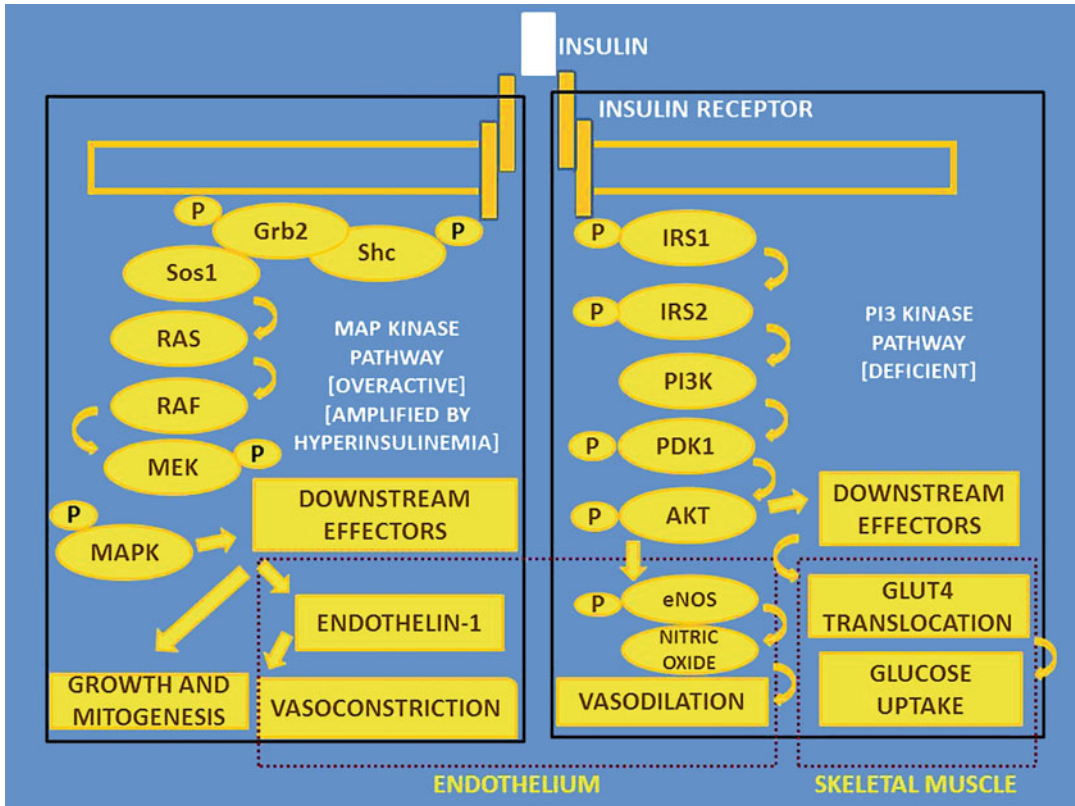 INSULIN
INSULIN RECEPTOR
P
Grb2
Shc
P
Sos1
RAS
RAF
MEK
P
P
MAPK
MAP KINASE
PATHWAY
[OVERACTIVE]
[AMPLIFIED BY
HYPERINSULINEMIA]
DOWNSTREAM
EFFECTORS
ENDOTHELIN-1
GROWTH AND
MITOGENESIS
VASOCONSTRICTION
P
IRS1
P
IRS2
PI3K
P
PDK1
P
AKT
PI3 KINASE
PATHWAY
[DEFICIENT]
DOWNSTREAM
EFFECTORS
P
eNOS
NITRIC
OXIDE
VASODILATION
GLUT4
TRANSLOCATION
GLUCOSE
UPTAKE
ENDOTHELIUM
SKELETAL MUSCLE